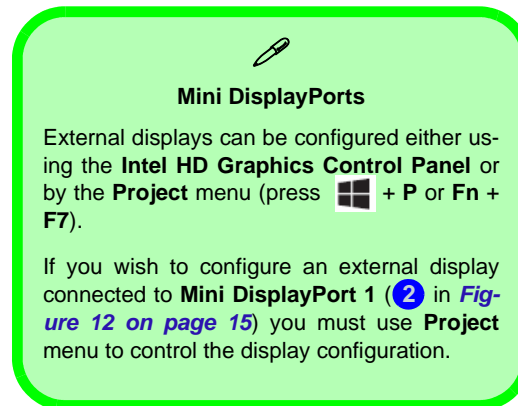 Mini DisplayPorts
External displays can be configured either us-
ing the Intel HD Graphics Control Panel or
by the Project menu (press + P or Fn +
F7).
If you wish to configure an external display
connected to Mini DisplayPort 1 (2 in Fig-
ure 12 on page 15) you must use Project
menu to control the display configuration.